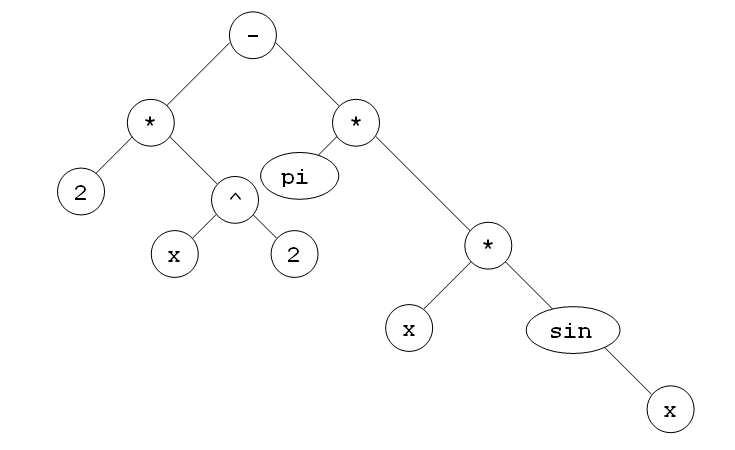 -
* *
2 pi
^
x 2 *
x sin
x